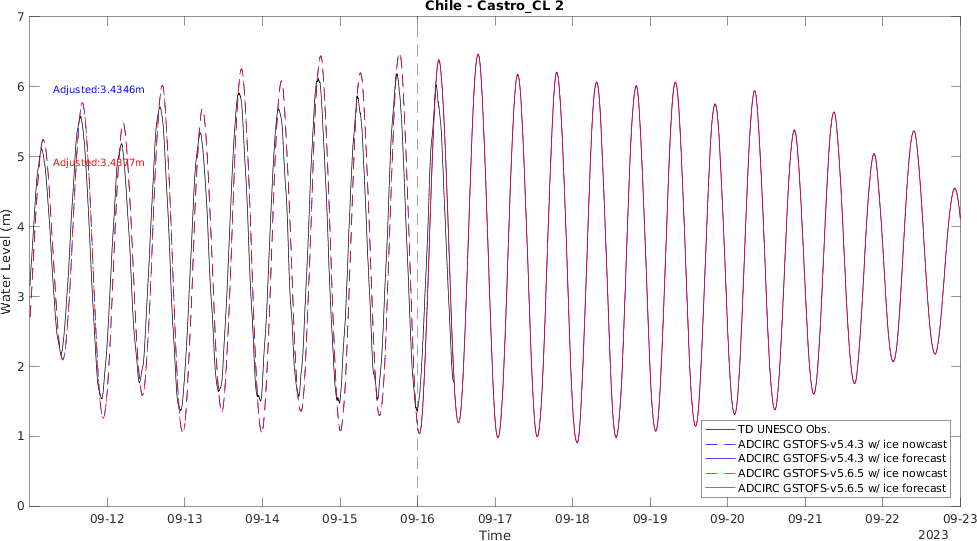 Chile - Castro_CL 2
7
6
5
4
3
2
1
0
Water Level (m)
Adjusted:3.4346m
Adjusted:3.4377m
TD UNESCO Obs.
ADCIRC GSTOFS-v5.4.3 w/ ice nowcast
ADCIRC GSTOFS-v5.4.3 w/ ice forecast
ADCIRC GSTOFS-v5.6.5 w/ ice nowcast
ADCIRC GSTOFS-v5.6.5 w/ ice forecast
09-12 09-13 09-14 09-15 09-16 09-17 09-18 09-19 09-20 09-21 09-22 09-23
Time
2023